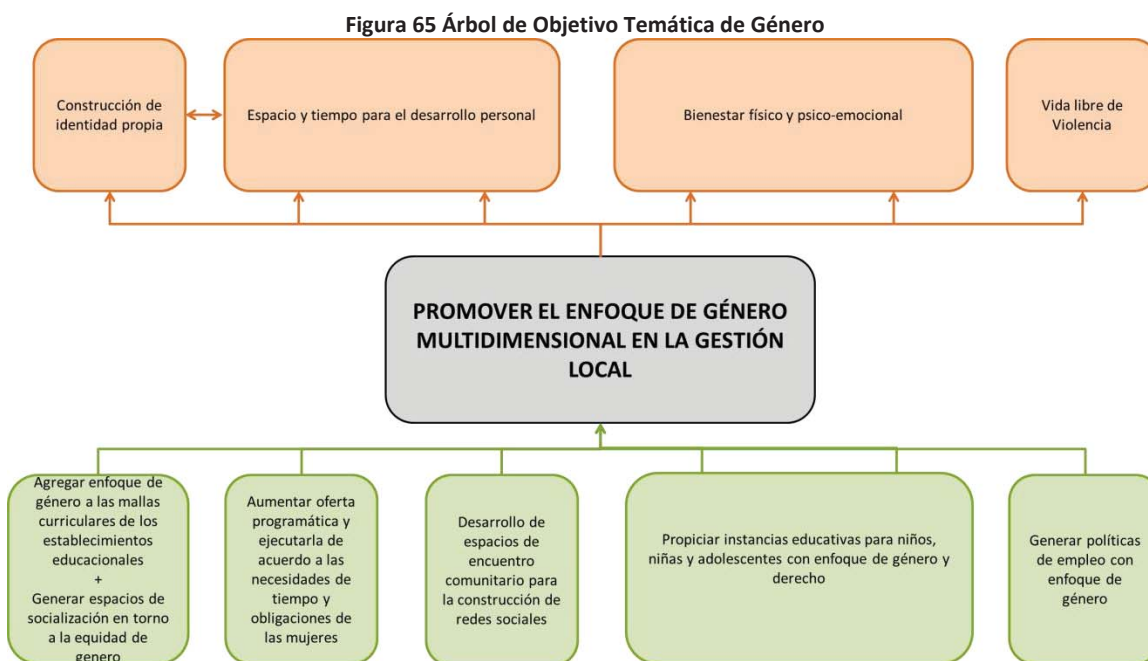 Figura 65 Árbol de Objetivo Temática de Género
Construcción de
identidad propia
Espacio y tiempo para el desarrollo personal
Bienestar físico y psico-emocional
Vida libre de
Violencia
PROMOVER EL ENFOQUE DE GÉNERO
MULTIDIMENSIONAL EN LA GESTIÓN
LOCAL
Agregar enfoque de
género a las mallas
curriculares de los
establecimientos
educacionales
+
Generar espacios de
socialización en torno
a la equidad de
genero
Aumentar oferta
programática y
ejecutarla de
acuerdo a las
necesidades de
tiempo y
obligaciones de
las mujeres
Desarrollo de
espacios de
encuentro
comunitario para
la construcción de
redes sociales
Propiciar instancias educativas para niños,
niñas y adolescentes con enfoque de género y
derecho
Generar políticas
de empleo con
enfoque de
género